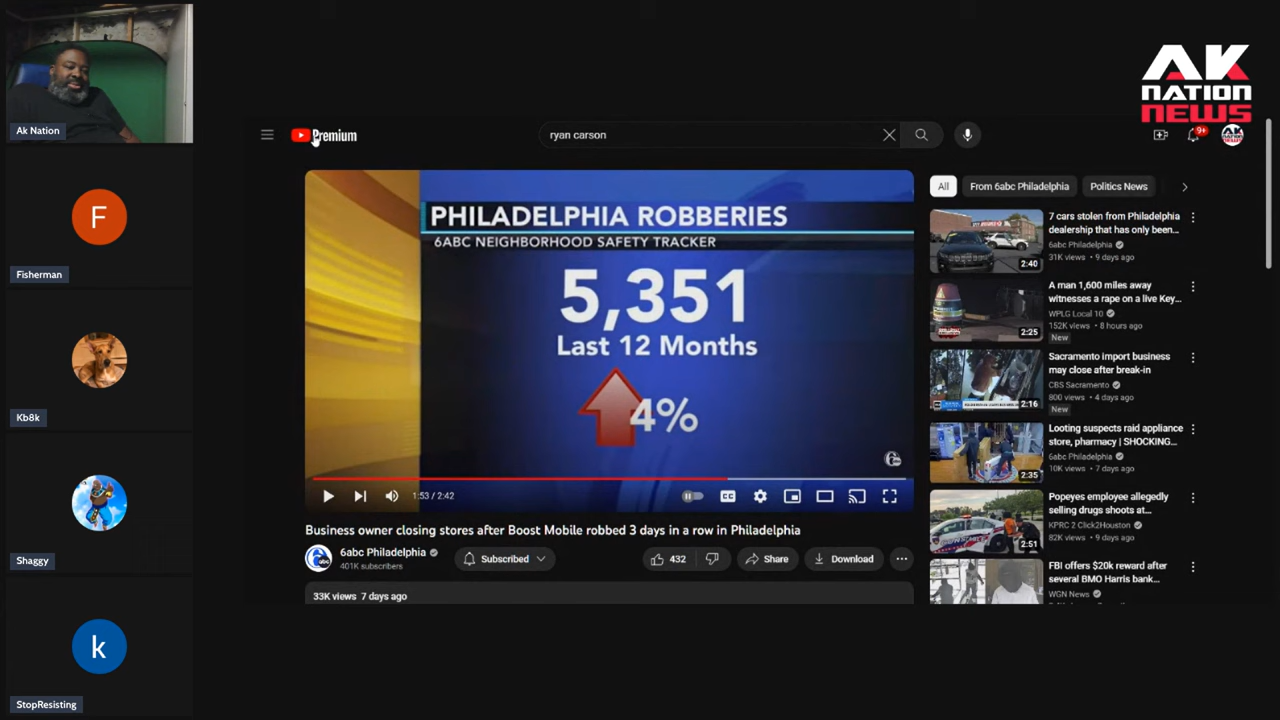 AK
NATION
NEWS
Ak Nation
F
Fisherman
Kb8k
Shaggy
k
StopResisting
Premium
ryan carson
9+
PHILADELPHIA ROBBERIES
6ABC NEIGHBORHOOD SAFETY TRACKER
5,351
Last 12 Months
4%
1:53 / 2:42
Business owner closing stores after Boost Mobile robbed 3 days in a row in Philadelphia
6abc Philadelphia
401K subscribers
Subscribed
432
Share
Download
33K views 7 days ago
All
From 6abc Philadelphia
Politics News
7 cars stolen from Philadelphia
dealership that has only been...
6abc Philadelphia
31K views • 9 days ago
2:40
A man 1,600 miles away
witnesses a rape on a live Key...
WPLG Local 10
152K views • 8 hours ago
New
2:25
Sacramento import business
may close after break-in
CBS Sacramento
800 views • 4 days ago
New
2:16
Looting suspects raid appliance
store, pharmacy | SHOCKING...
6abc Philadelphia
10K views • 7 days ago
2:35
Popeyes employee allegedly
selling drugs shoots at...
KPRC 2 Click2Houston
82K views • 9 days ago
2:51
FBI offers $20k reward after
several BMO Harris bank...
WGN News